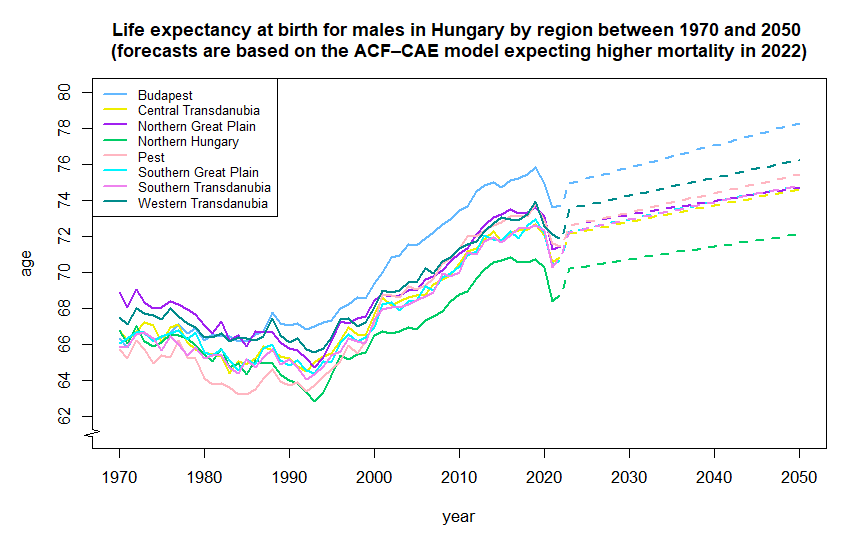 Life expectancy at birth for males in Hungary by region between 1970 and 2050
(forecasts are based on the ACF–CAE model expecting higher mortality in 2022)
Budapest
Central Transdanubia
Northern Great Plain
Northern Hungary
Pest
Southern Great Plain
Southern Transdanubia
Western Transdanubia
age
80
78
76
74
72
70
68
66
64
62
1970 1980 1990 2000 2010 2020 2030 2040 2050
year